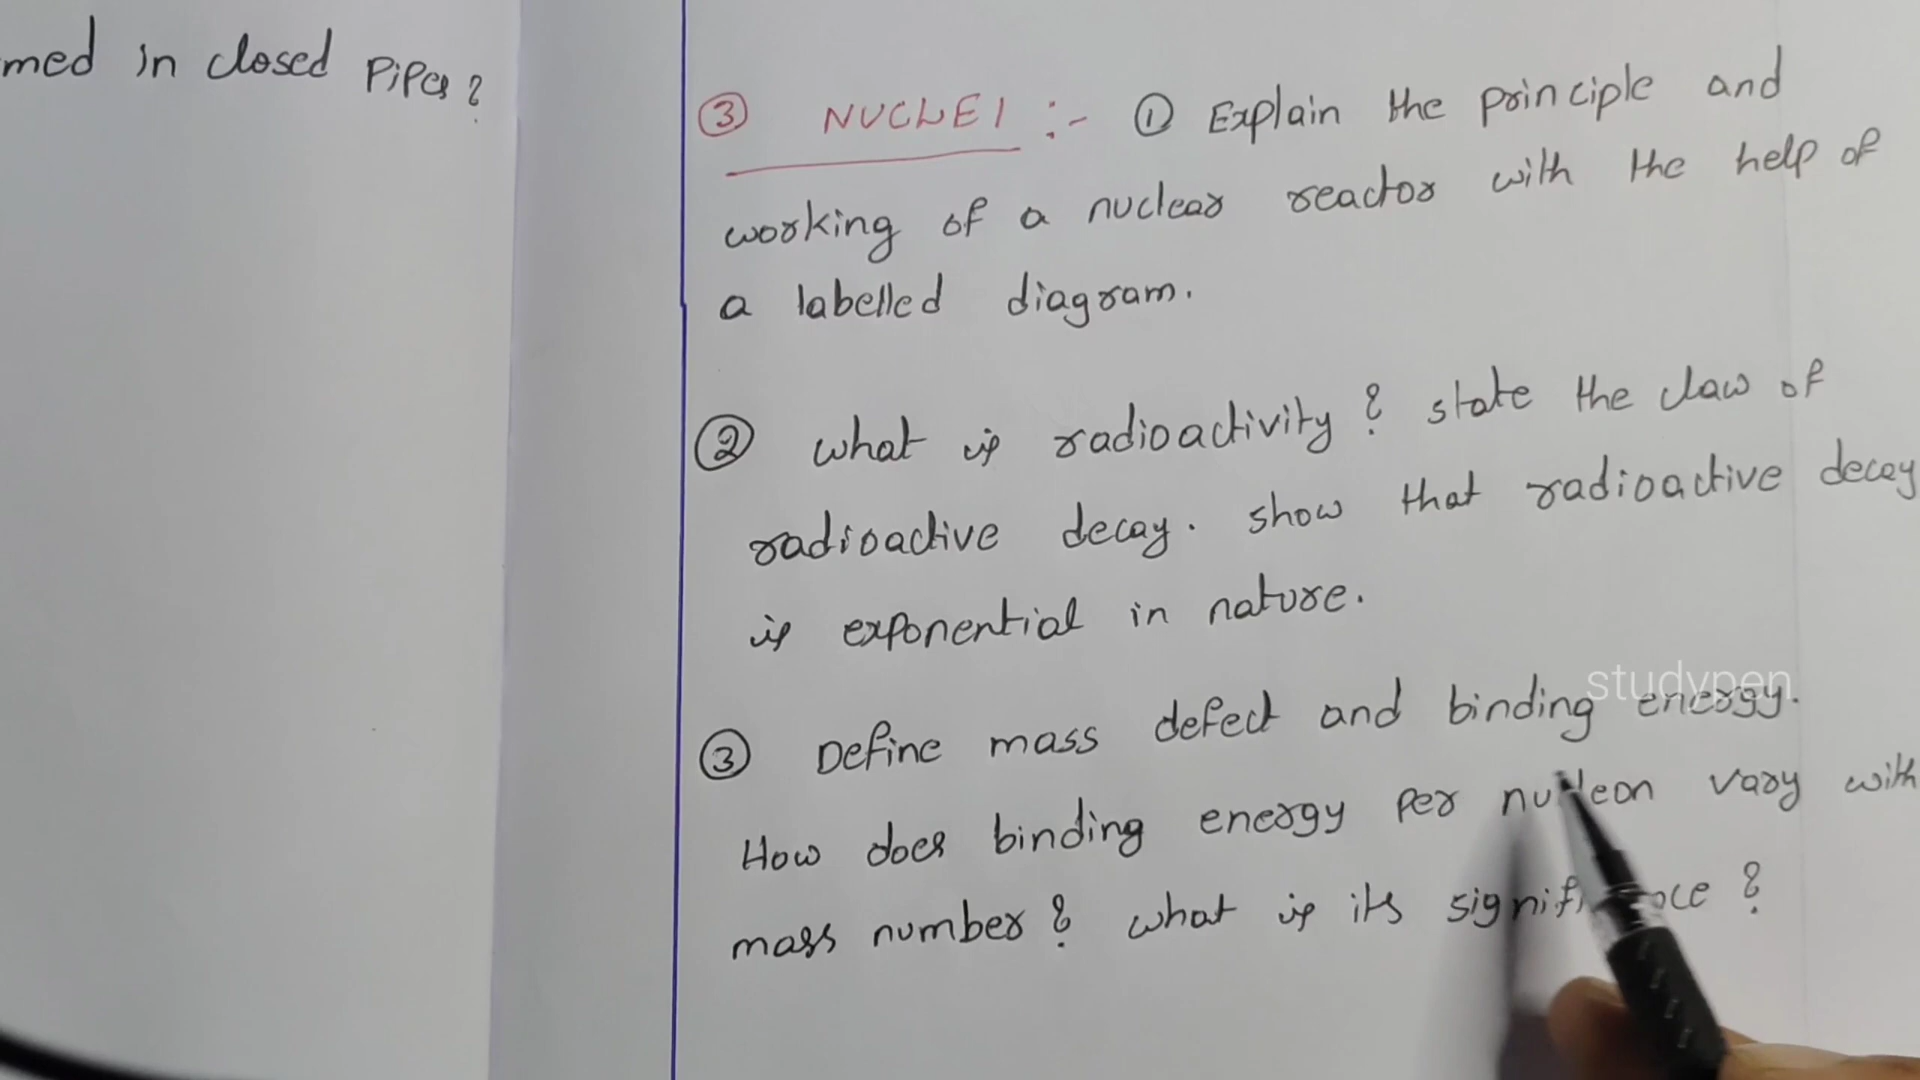 med in closed pipes?
③ NUCLEI :- ① Explain the principle and
working of a nuclear reactor with the help of
a labelled diagram.
② What is radioactivity? state the law of
radioactive decay. show that radioactive decay
is exponential in nature.
③ Define mass defect and binding energy.
How does binding energy per nucleon vary with
mass number? what is its significance?
studypen